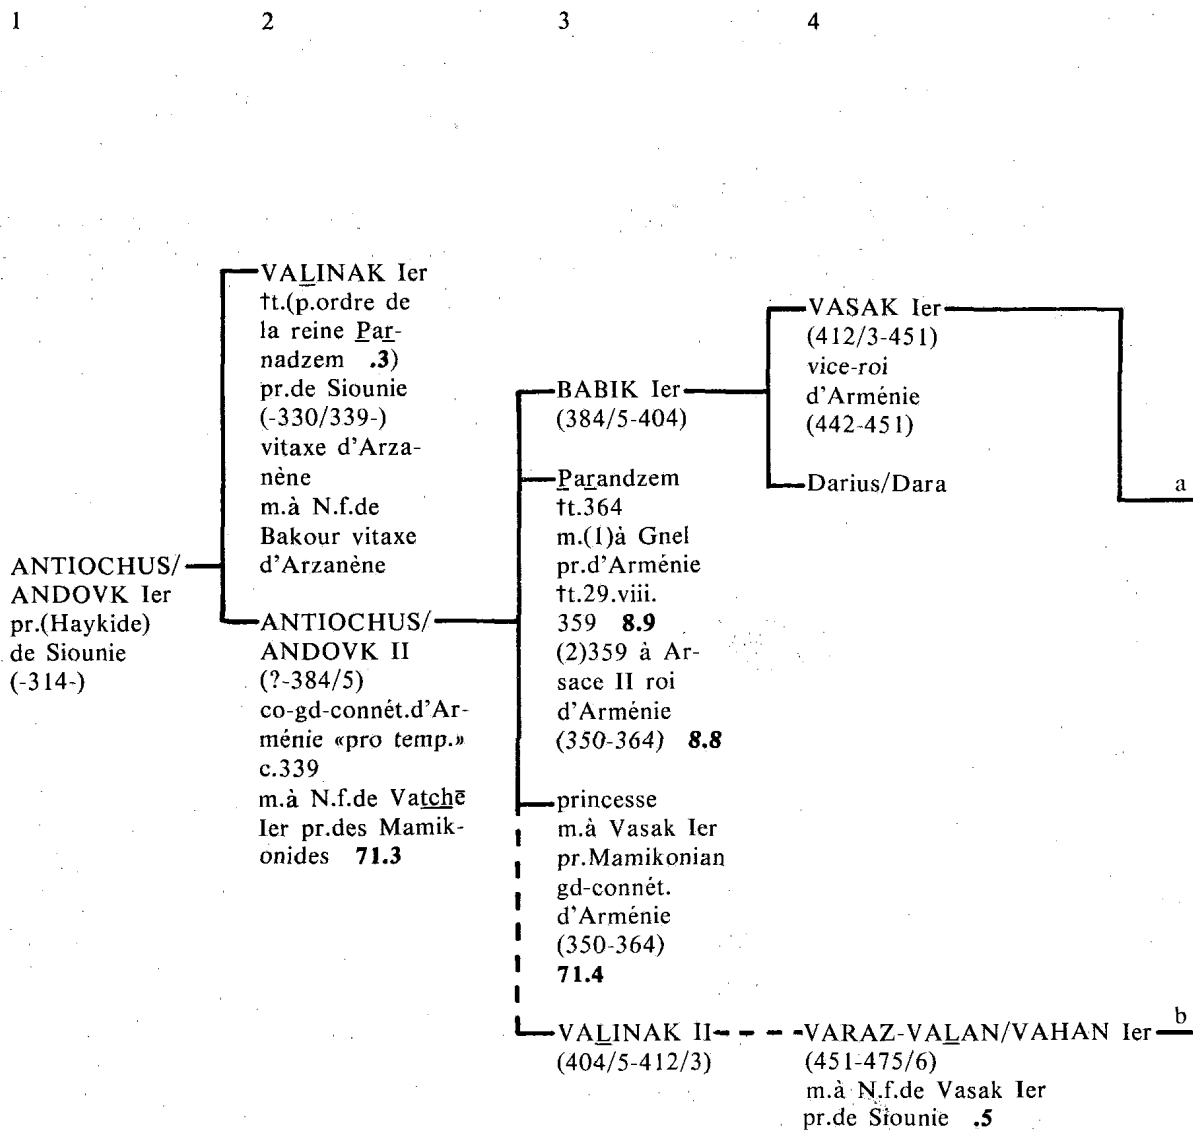 1 2 3 4
VALINAK Ier
†t.(p.ordre de
la reine Par-
nadzem .3)
pr.de Siounie
(-330/339-)
vitaxe d'Arza-
nène
m.à N.f.de
Bakour vitaxe
d'Arzanène
ANTIOCHUS/
ANDOVK Ier
pr.(Haykide)
de Siounie
(-314-)
ANTIOCHUS/
ANDOVK II
(?-384/5)
co-gd-connét.d'Ar-
ménie «pro temp.»
c.339
m.à N.f.de Vatchē
Ier pr.des Mamik-
onides 71.3
BABIK Ier
(384/5-404)
Parandzem
†t.364
m.(1)à Gnel
pr.d'Arménie
†t.29.viii.
359 8.9
(2)359 à Ar-
sace II roi
d'Arménie
(350-364) 8.8
princesse
m.à Vasak Ier
pr.Mamikonian
gd-connét.
d'Arménie
(350-364)
71.4
VALINAK II
(404/5-412/3)
VASAK Ier
(412/3-451)
vice-roi
d'Arménie
(442-451)
Darius/Dara
a
VARAZ-VALAN/VAHAN Ier
(451-475/6)
m.à N.f.de Vasak Ier
pr.de Siounie .5
b